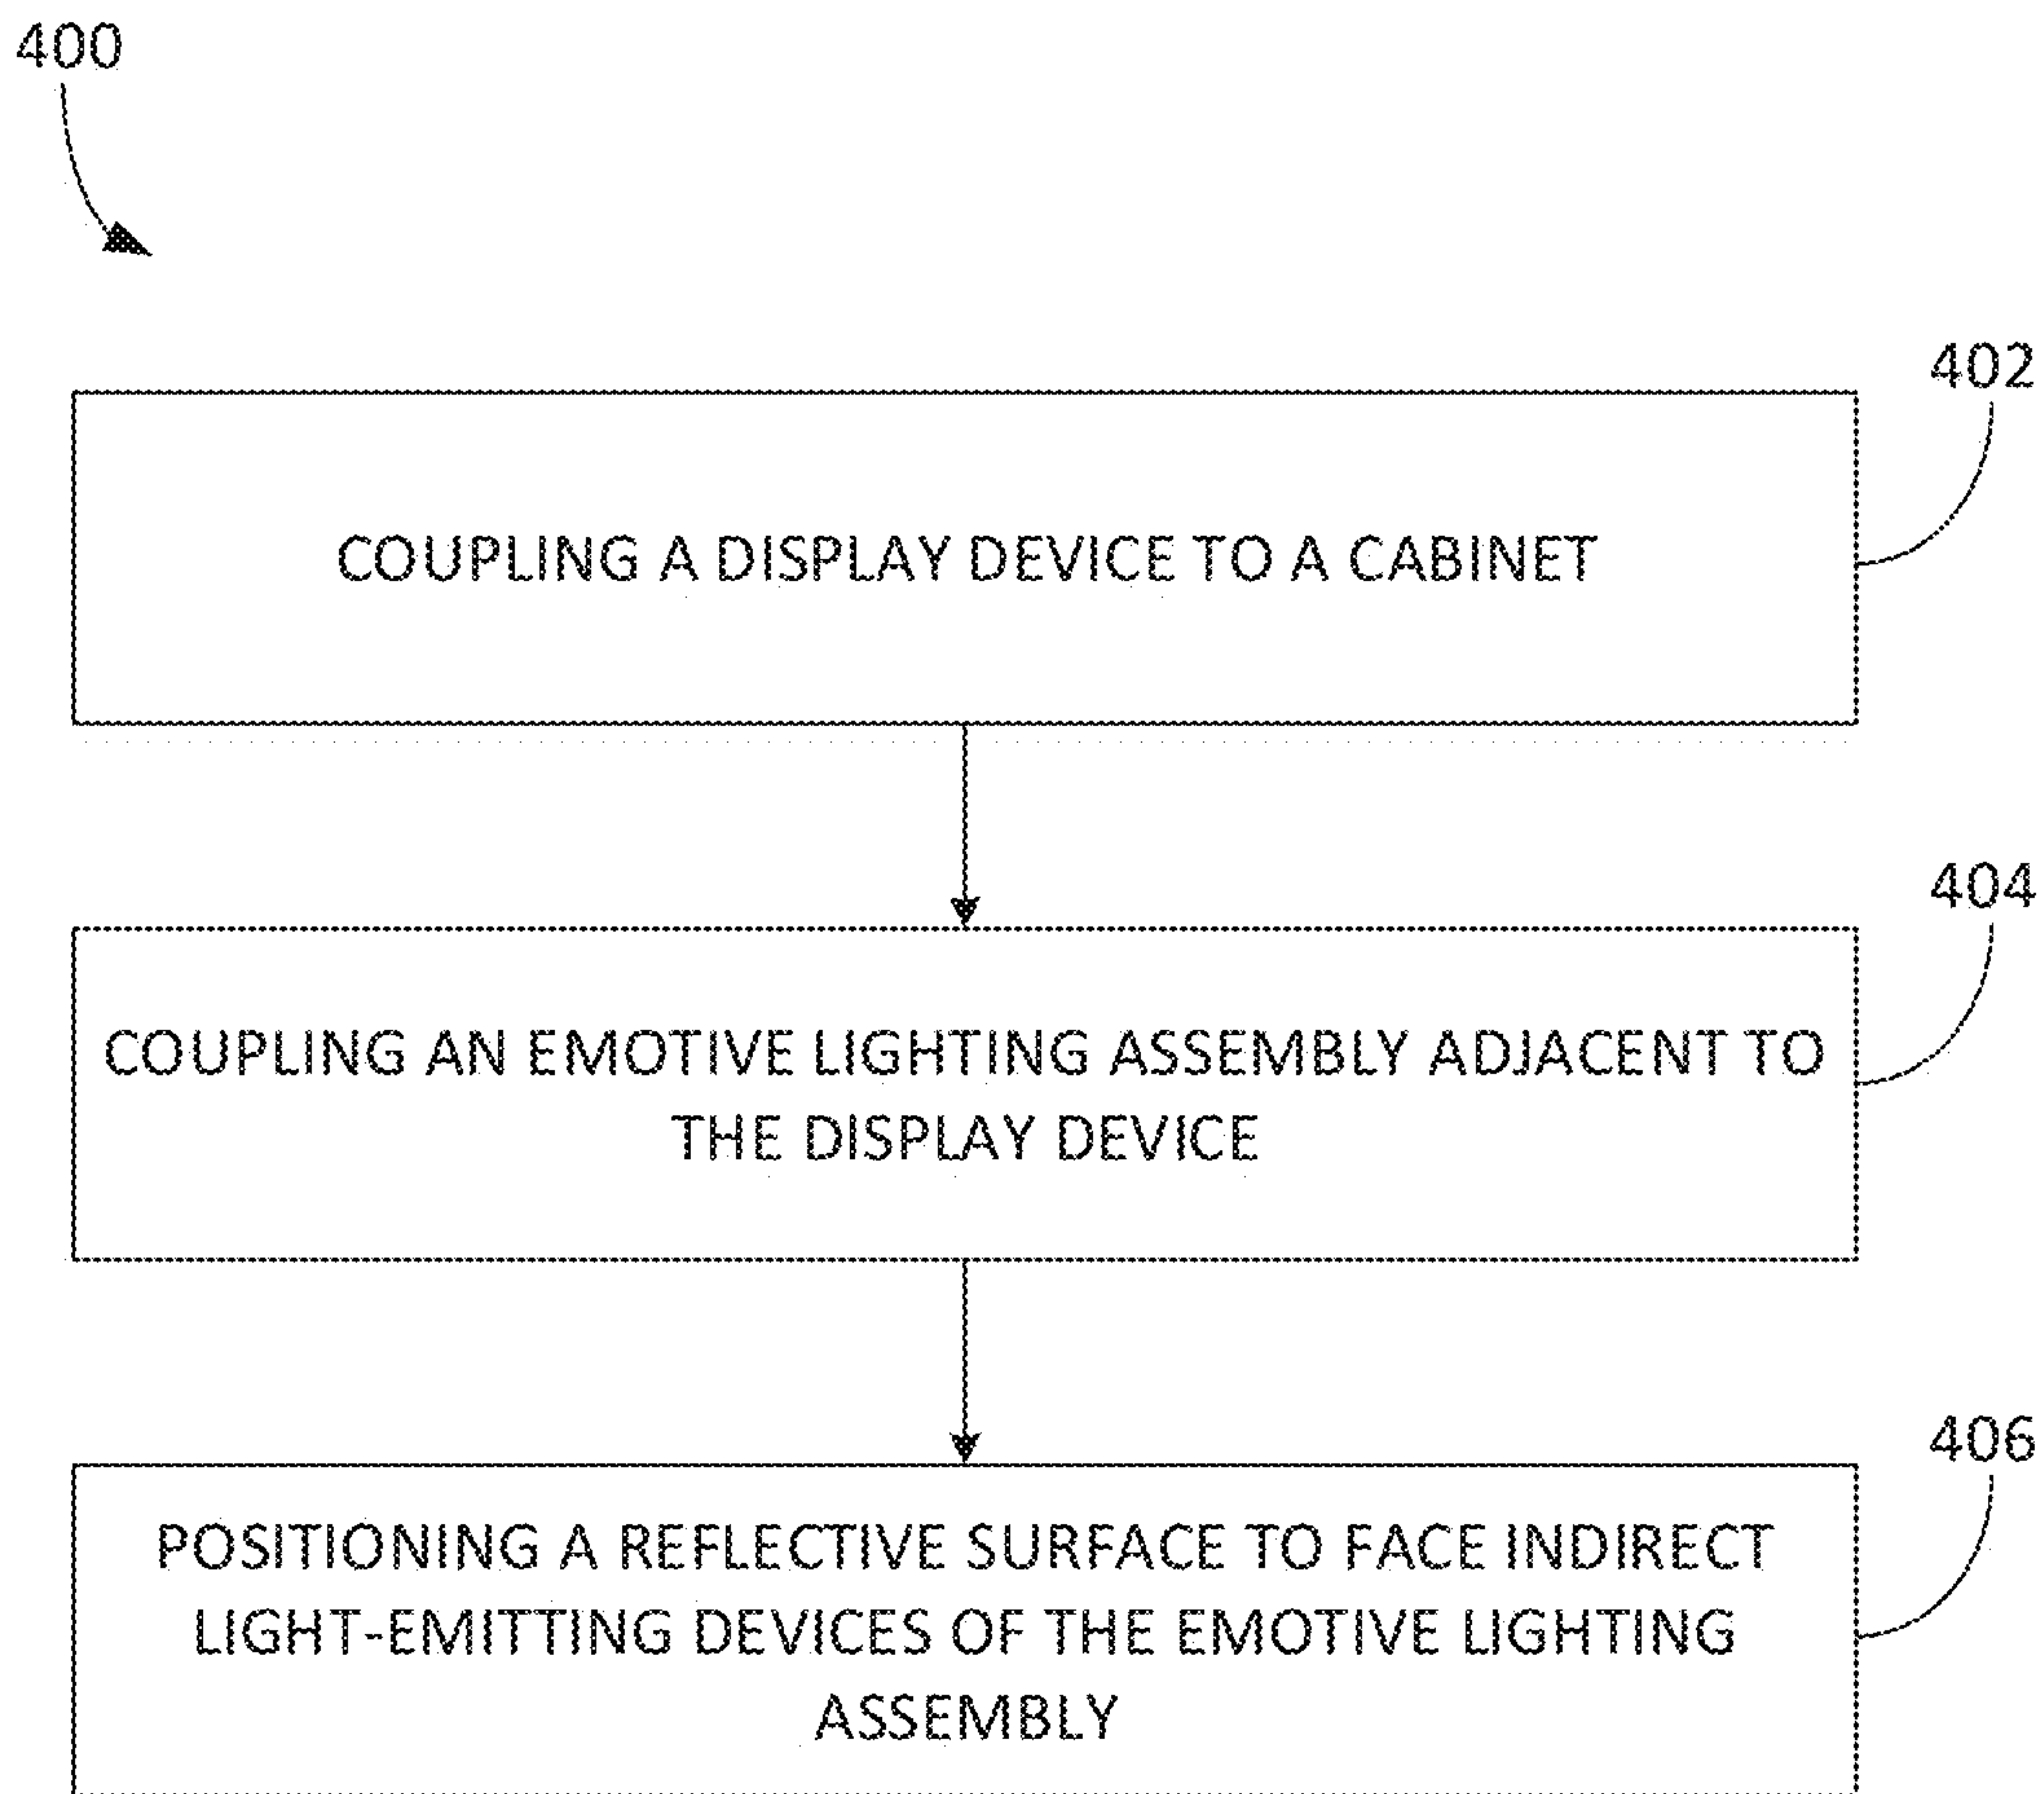 400
402
COUPLING A DISPLAY DEVICE TO A CABINET
404
COUPLING AN EMOTIVE LIGHTING ASSEMBLY ADJACENT TO
THE DISPLAY DEVICE
406
POSITIONING A REFLECTIVE SURFACE TO FACE INDIRECT
LIGHT-EMITTING DEVICES OF THE EMOTIVE LIGHTING
ASSEMBLY